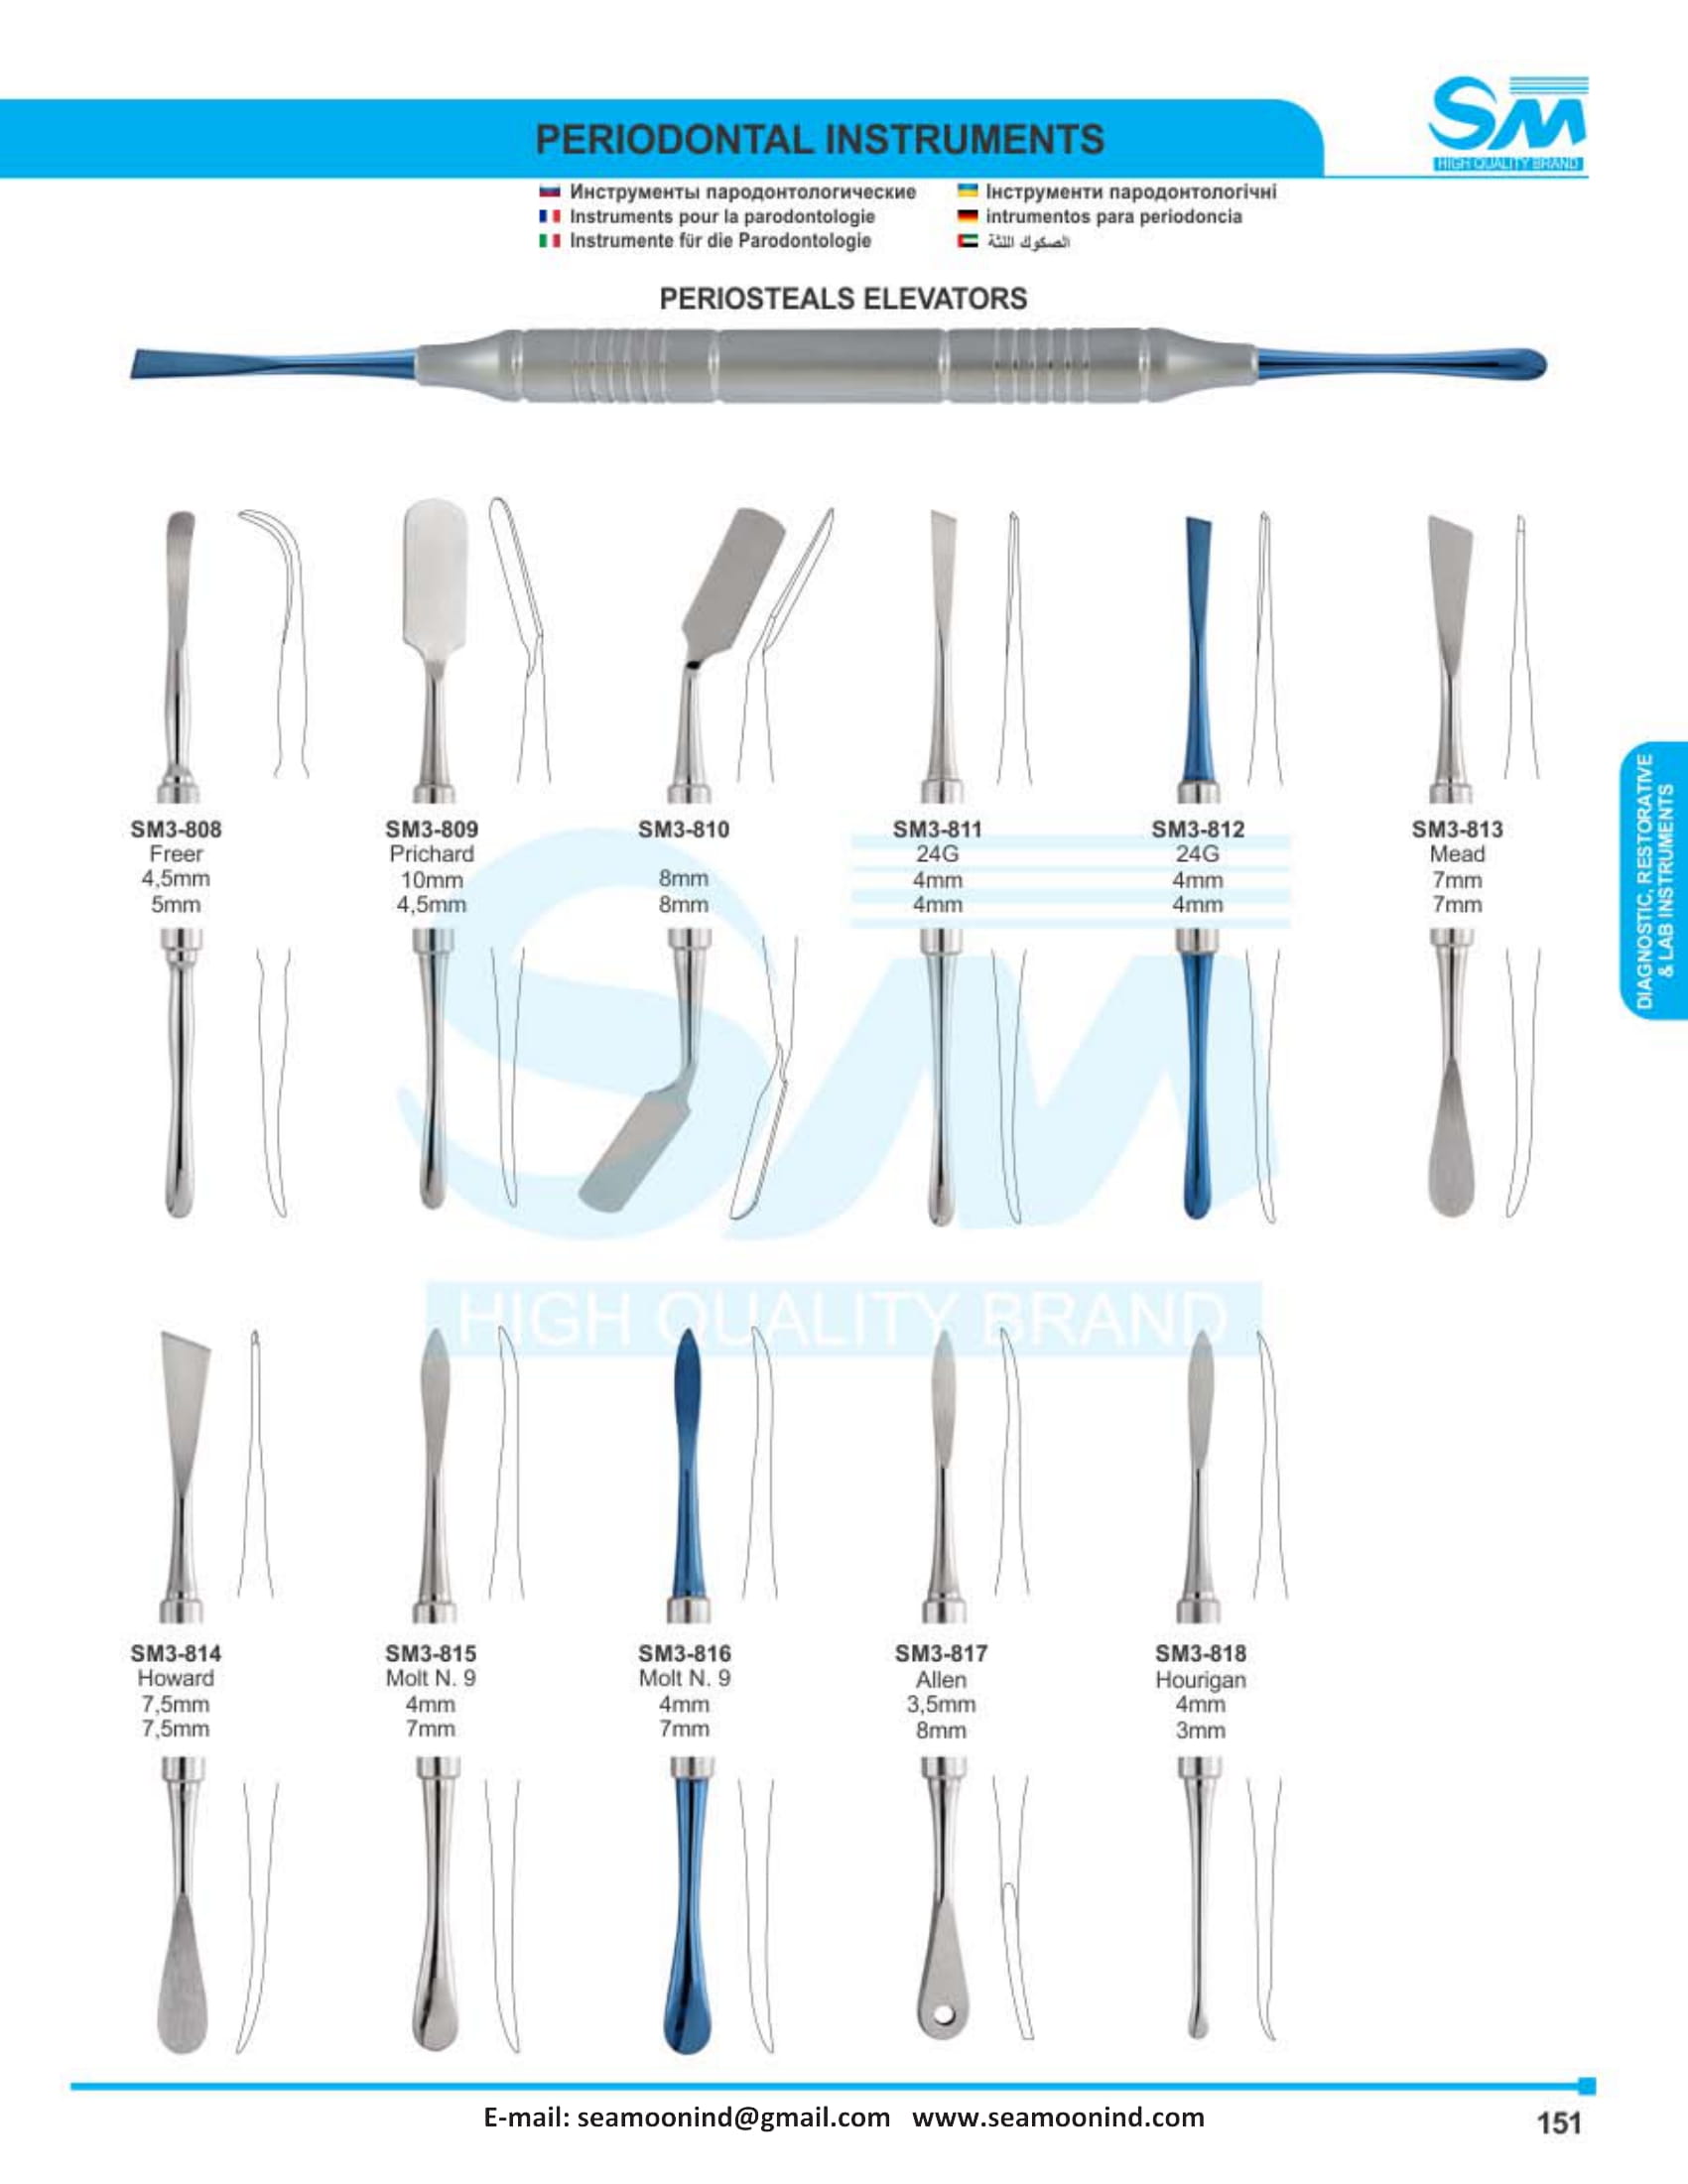 SM
HIGH QUALITY BRAND
PERIODONTAL INSTRUMENTS
Инструменты пародонтологические
Інструменти пародонтологічні
Instruments pour la parodontologie
intrumentos para periodoncia
Instrumente für die Parodontologie
الصكوك اللثة
PERIOSTEALS ELEVATORS
SM3-808
Freer
4,5mm
5mm
SM3-809
Prichard
10mm
4,5mm
SM3-810
8mm
8mm
SM3-811
24G
4mm
4mm
SM3-812
24G
4mm
4mm
SM3-813
Mead
7mm
7mm
DIAGNOSTIC, RESTORATIVE
& LAB INSTRUMENTS
SM
HIGH QUALITY BRAND
SM3-814
Howard
7,5mm
7,5mm
SM3-815
Molt N. 9
4mm
7mm
SM3-816
Molt N. 9
4mm
7mm
SM3-817
Allen
3,5mm
8mm
SM3-818
Hourigan
4mm
3mm
E-mail: seamoonind@gmail.com www.seamoonind.com
151